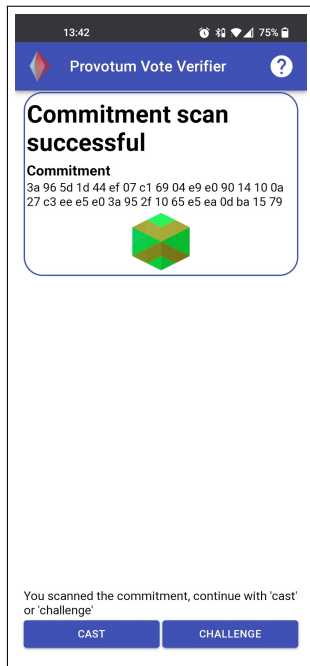 13:42
75%
Provotum Vote Verifier
?
Commitment scan
successful
Commitment
3a 96 5d 1d 44 ef 07 c1 69 04 e9 e0 90 14 10 0a
27 c3 ee e5 e0 3a 95 2f 10 65 e5 ea 0d ba 15 79
You scanned the commitment, continue with 'cast'
or 'challenge'
CAST
CHALLENGE